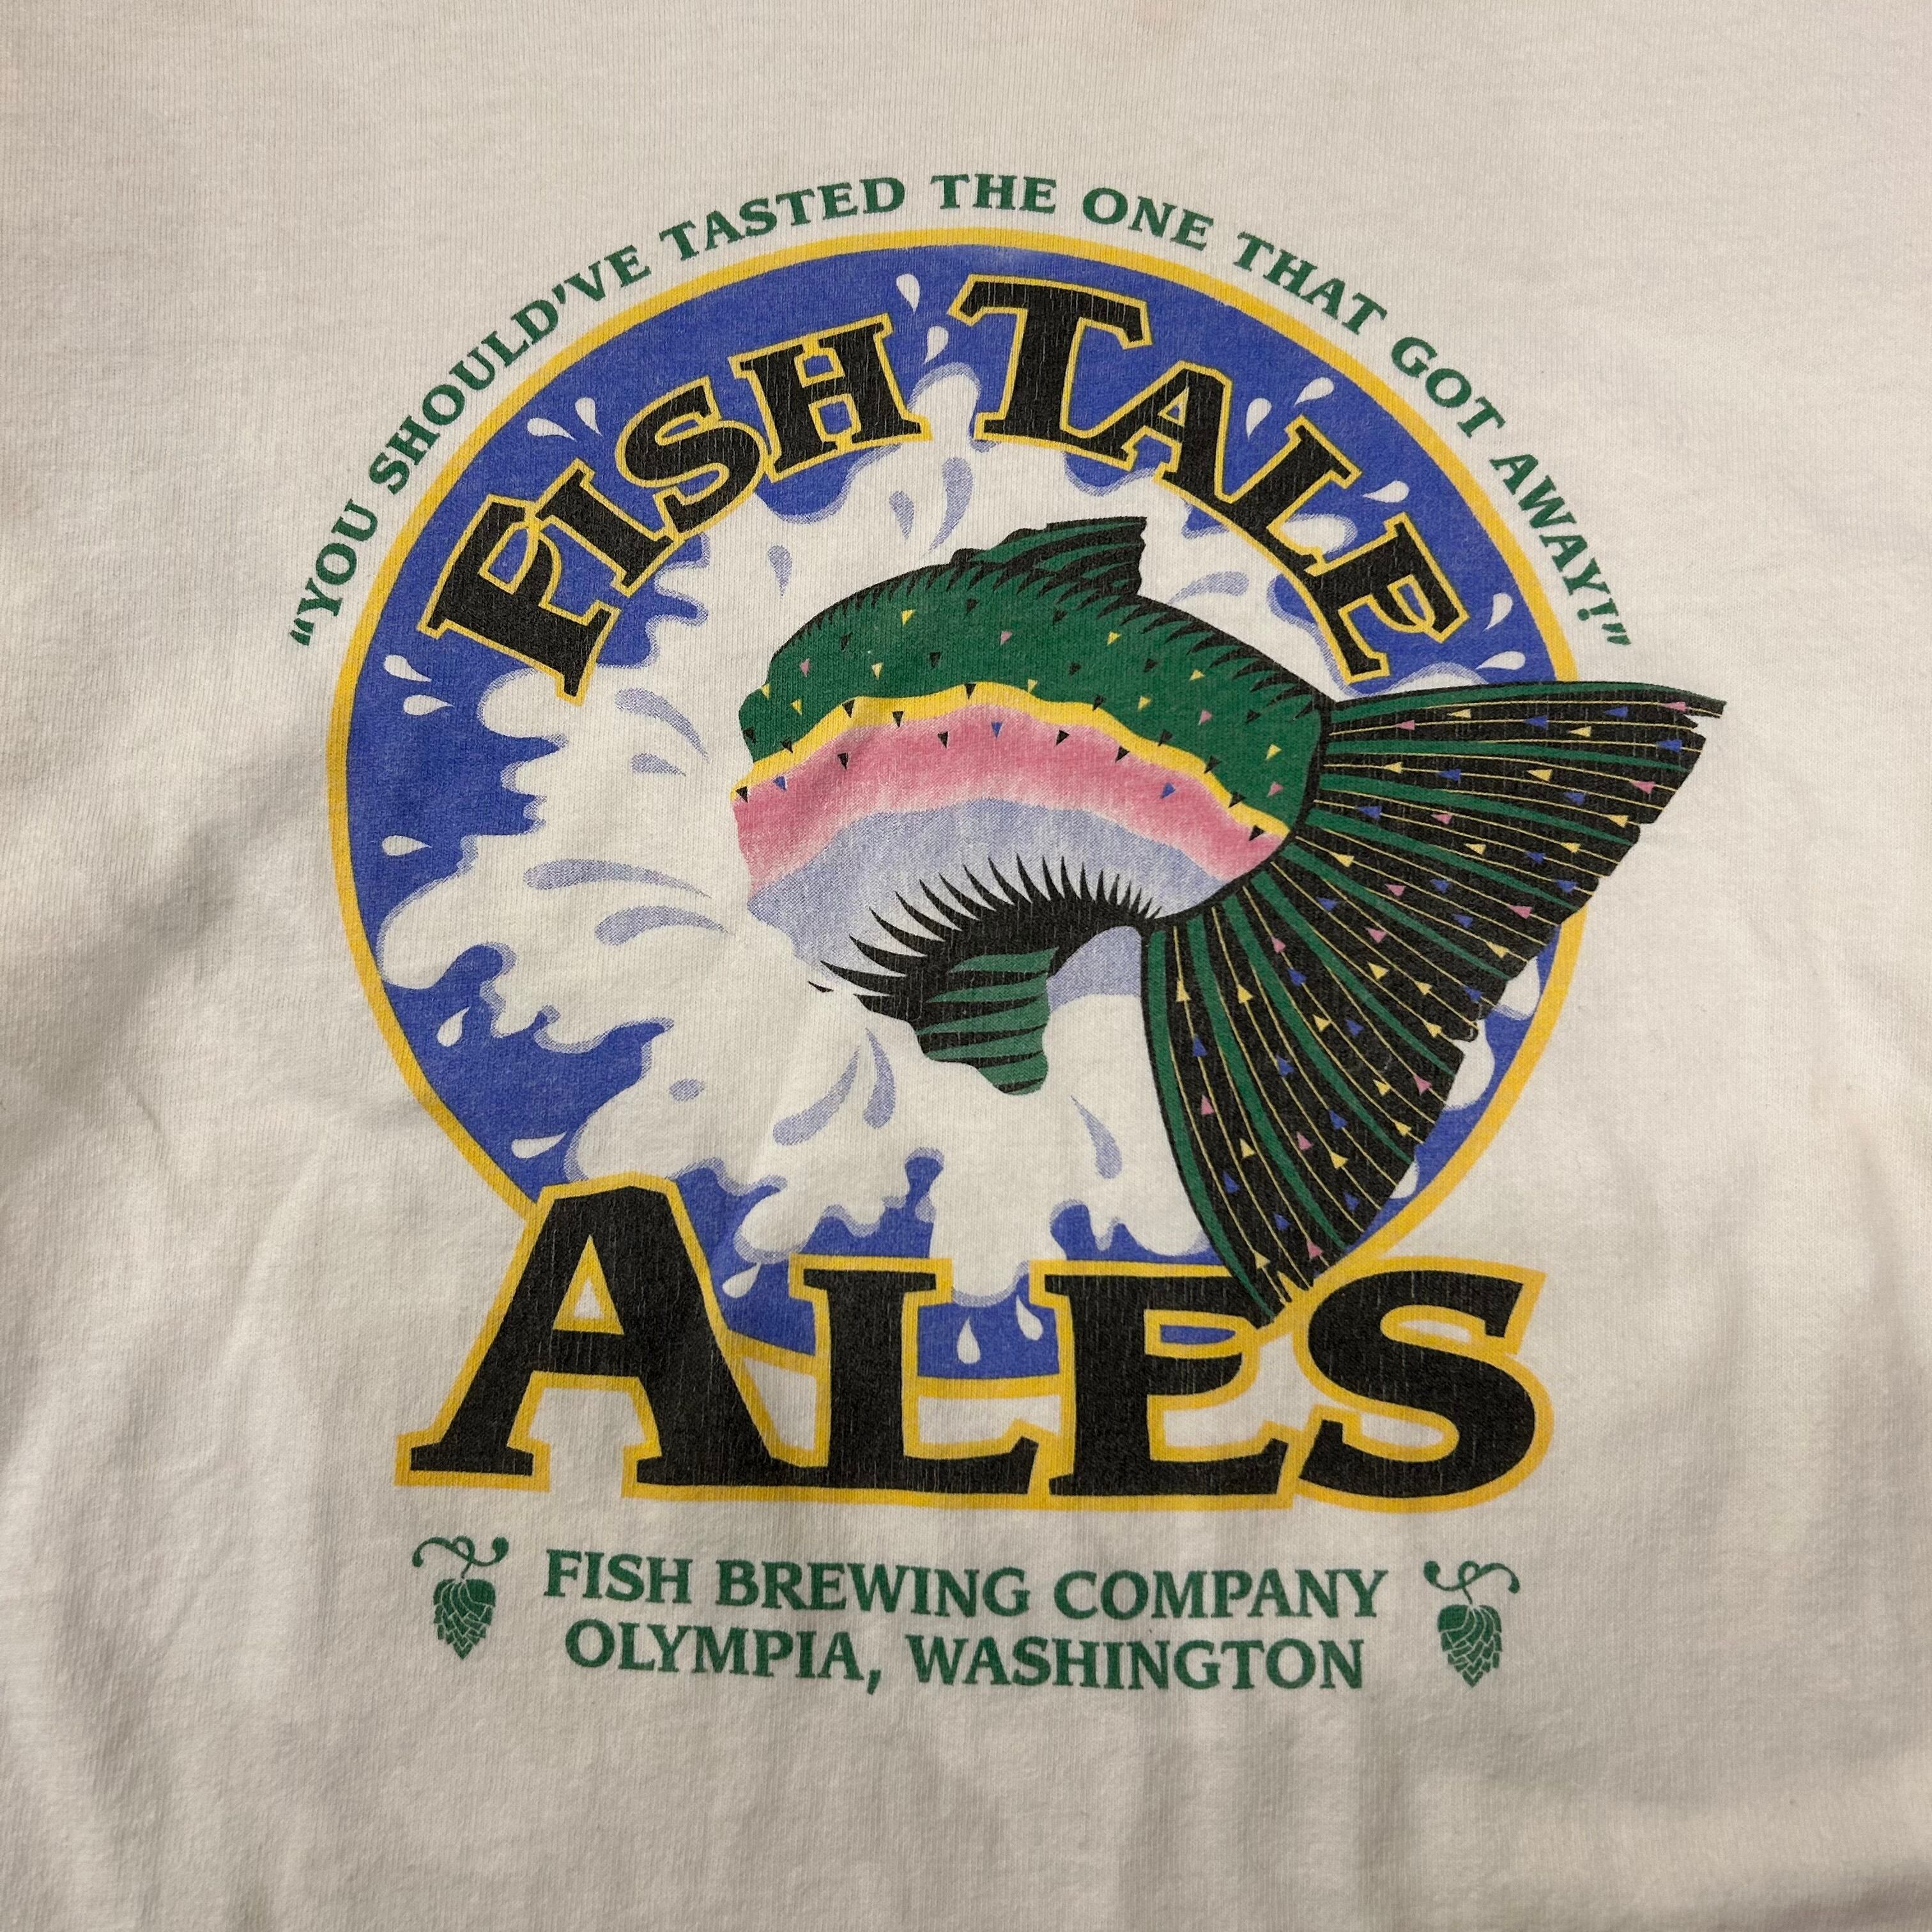 "YOU SHOULD'VE TASTED THE ONE THAT GOT AWAY!"
FISH TALE
ALES
FISH BREWING COMPANY
OLYMPIA, WASHINGTON